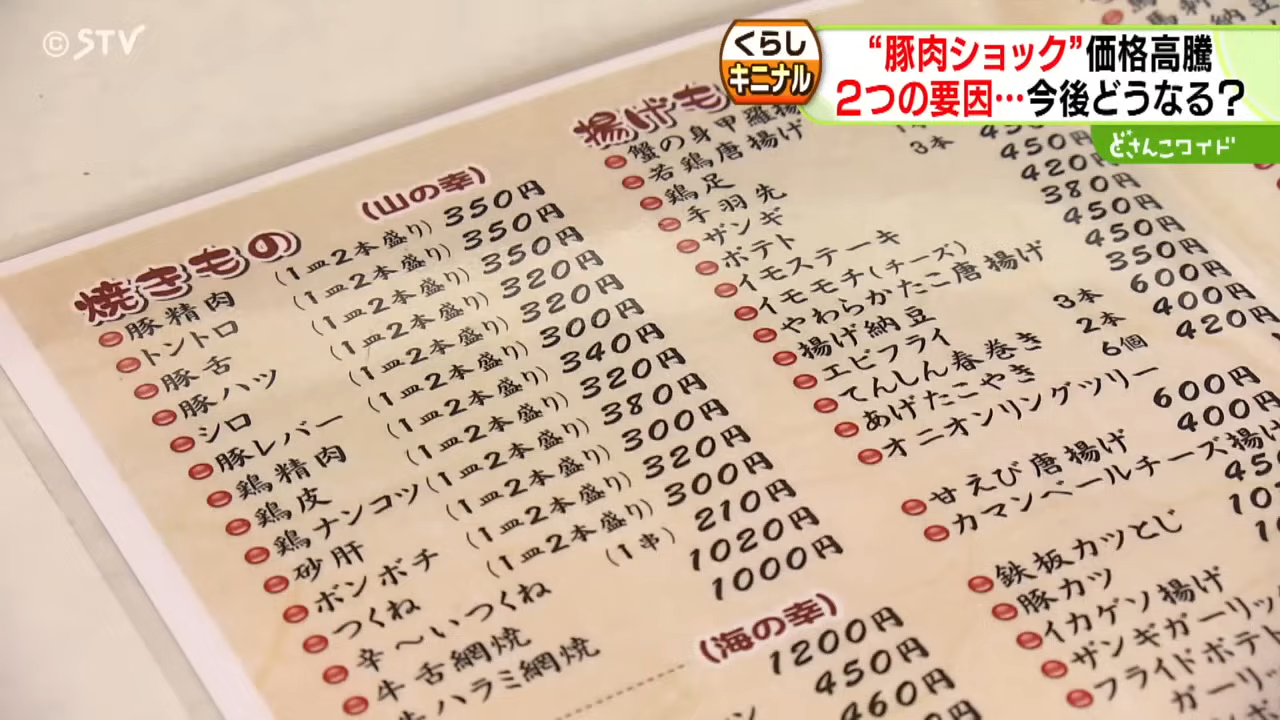 © STV
くらし
キニナル
“豚肉ショック”価格高騰
2つの要因…今後どうなる?
どさんこワイド
焼きもの
(山の幸)
豚精肉 (1皿2本盛り) 350円
トントロ (1皿2本盛り) 350円
豚舌 (1皿2本盛り) 350円
豚ハツ (1皿2本盛り) 320円
シロ (1皿2本盛り) 320円
豚レバー (1皿2本盛り) 300円
鶏精肉 (1皿2本盛り) 340円
鶏皮 (1皿2本盛り) 320円
鶏ナンコツ (1皿2本盛り) 380円
砂肝 (1皿2本盛り) 300円
ボンボチ (1皿2本盛り) 320円
つくね (1皿2本盛り) 300円
辛〜いつくね (1串) 210円
牛舌網焼 1020円
牛ハラミ網焼 1000円
(海の幸)
1200円
450円
460円
揚げも
蟹の身甲羅揚
若鶏唐揚げ
鶏足
手羽先 3本
ザンギ
ポテト
イモステーキ
イモモチ(チーズ)
やわらかたこ唐揚げ
揚げ納豆
エビフライ 3本
てんしん春巻き 2本
あげたこやき 6個
オニオンリングツリー
450円
420円
380円
450円
450円
350円
600円
400円
420円
甘えび唐揚げ 600円
カマンベールチーズ揚げ 400円
鉄板カツとじ
豚カツ
イカゲソ揚げ
ザンギガーリック
フライドポテト
ガーリッ